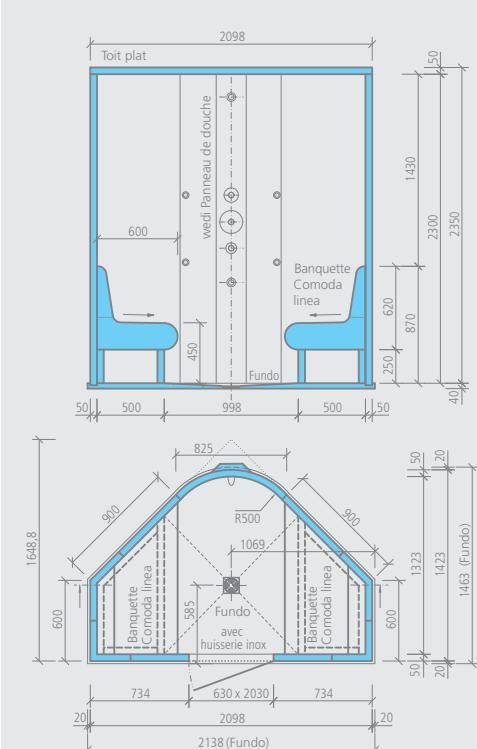 2098
Toit plat
50
wedi Panneau de douche
1430
2300
2350
600
Banquette
Comoda
linea
620
870
450
250
Fundo
40
50
500
998
500
50
825
900
900
R500
1069
1648,8
600
Banquette
Comoda linea
585
Fundo
avec
huisserie inox
Banquette
Comoda linea
600
50
20
1323
1423
1463 (Fundo)
50
20
734
630 x 2030
734
20
2098
20
2138 (Fundo)